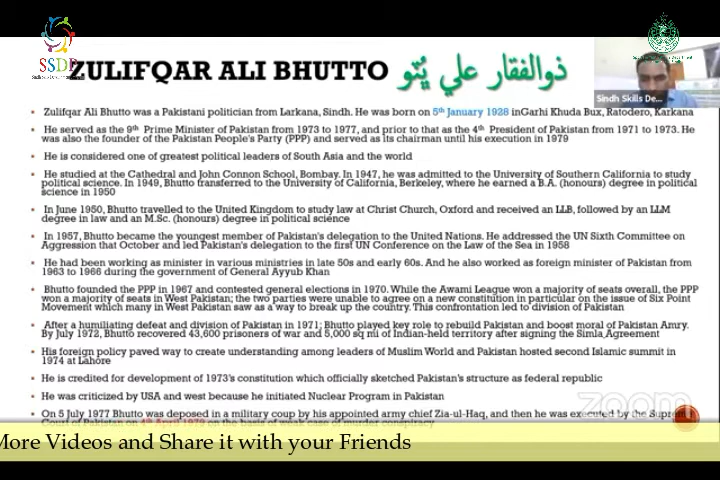 SSDP
ZULIFQAR ALI BHUTTO ذوالفقار علي ڀُٽو
Sindh Skills De...
Zulifqar Ali Bhutto was a Pakistani politician from Larkana, Sindh. He was born on 5th January 1928 inGarhi Khuda Bux, Ratodero, Karkana
He served as the 9th Prime Minister of Pakistan from 1973 to 1977, and prior to that as the 4th President of Pakistan from 1971 to 1973. He
was also the founder of the Pakistan People's Party (PPP) and served as its chairman until his execution in 1979
He is considered one of greatest political leaders of South Asia and the world
He studied at the Cathedral and John Connon School, Bombay. In 1947, he was admitted to the University of Southern California to study
political science. In 1949, Bhutto transferred to the University of California, Berkeley, where he earned a B.A. (honours) degree in political
science in 1950
In June 1950, Bhutto travelled to the United Kingdom to study law at Christ Church, Oxford and received an LLB, followed by an LLM
degree in law and an M.Sc. (honours) degree in political science
In 1957, Bhutto became the youngest member of Pakistan's delegation to the United Nations. He addressed the UN Sixth Committee on
Aggression that October and led Pakistan's delegation to the first UN Conference on the Law of the Sea in 1958
He had been working as minister in various ministries in late 50s and early 60s. And he also worked as foreign minister of Pakistan from
1963 to 1966 during the government of General Ayyub Khan
Bhutto founded the PPP in 1967 and contested general elections in 1970. While the Awami League won a majority of seats overall, the PPP
won a majority of seats in West Pakistan; the two parties were unable to agree on a new constitution in particular on the issue of Six Point
Movement which many in West Pakistan saw as a way to break up the country. This confrontation led to division of Pakistan
After a humiliating defeat and division of Pakistan in 1971; Bhutto played key role to rebuild Pakistan and boost moral of Pakistan Amry.
By July 1972, Bhutto recovered 43,600 prisoners of war and 5,000 sq mi of Indian-held territory after signing the Simla Agreement
His foreign policy paved way to create understanding among leaders of Muslim World and Pakistan hosted second Islamic summit in
1974 at Lahore
He is credited for development of 1973's constitution which officially sketched Pakistan's structure as federal republic
He was criticized by USA and west because he initiated Nuclear Program in Pakistan
On 5 July 1977 Bhutto was deposed in a military coup by his appointed army chief Zia-ul-Haq, and then he was executed by the Suprem
Court of Pakistan on 4th April 1979 on the basis of weak case of murder conspiracy
zoom
More Videos and Share it with your Friends